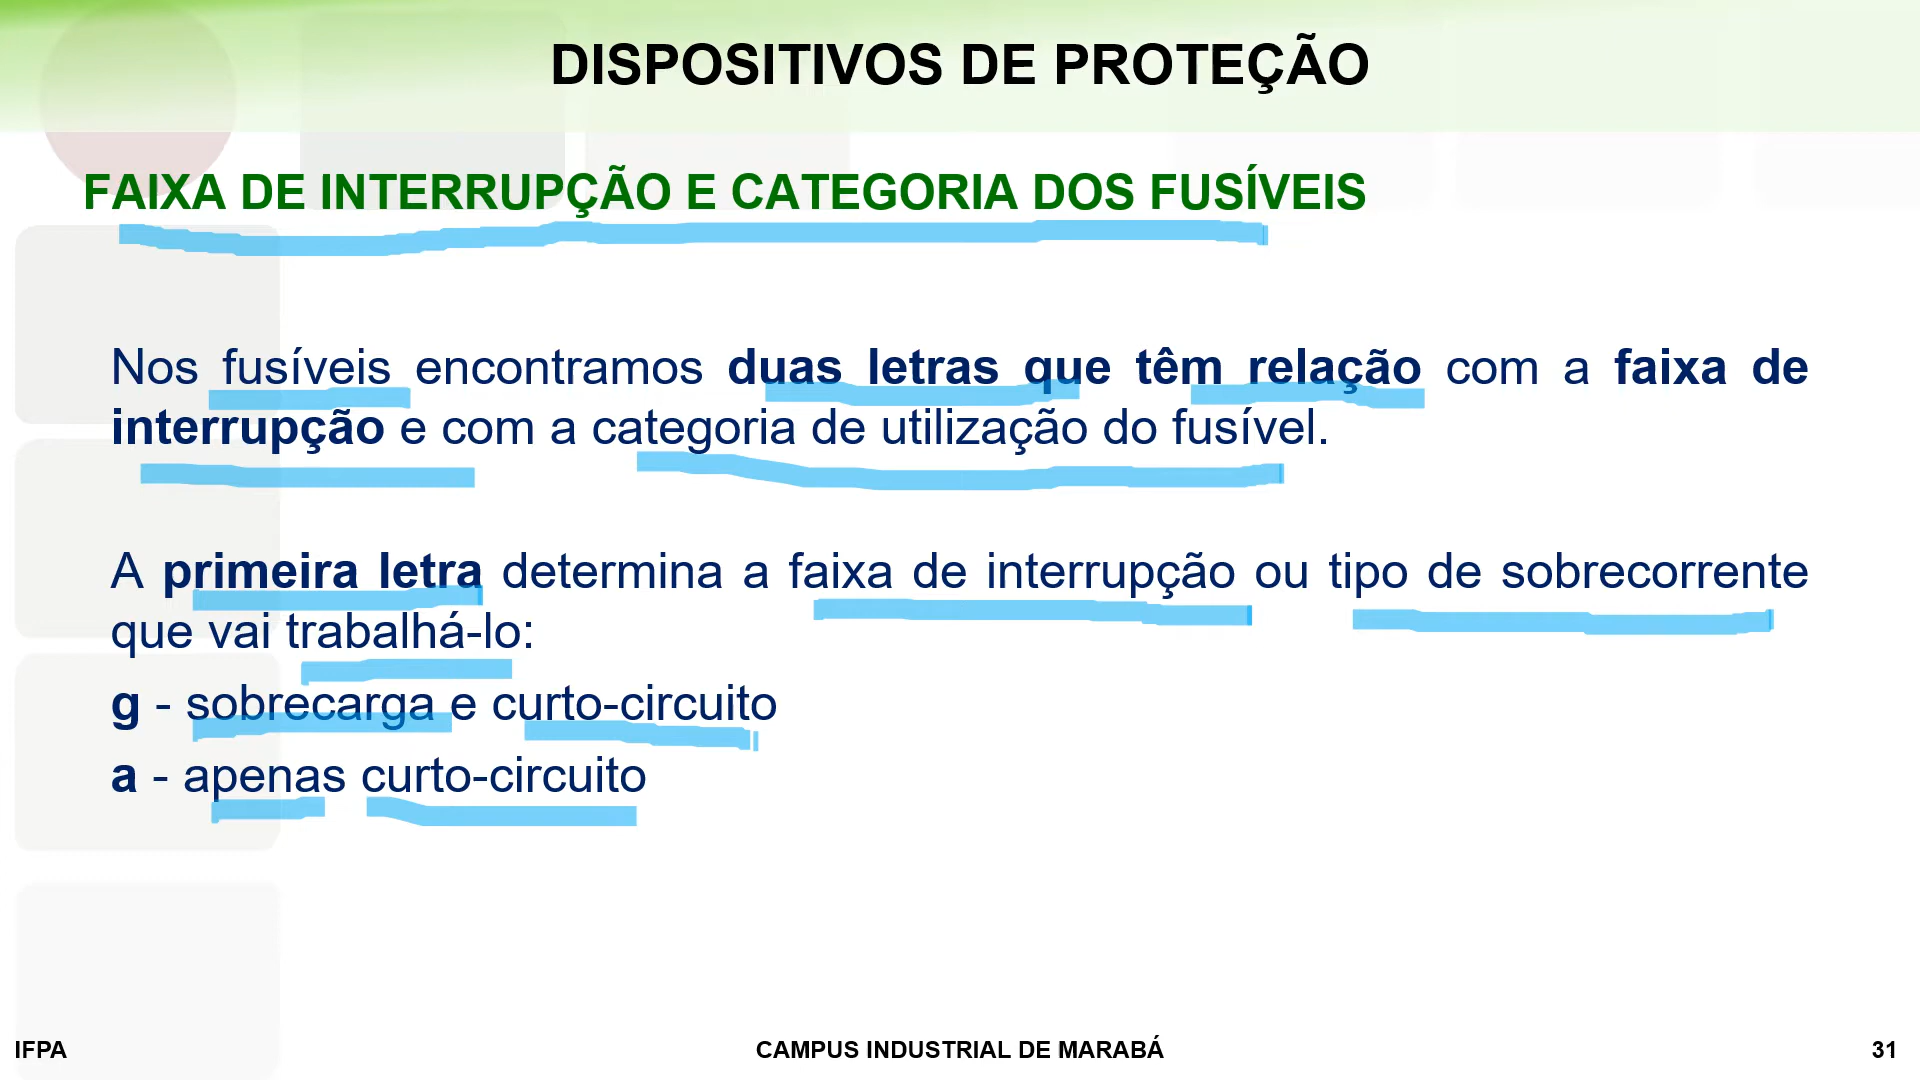 DISPOSITIVOS DE PROTEÇÃO
FAIXA DE INTERRUPÇÃO E CATEGORIA DOS FUSÍVEIS
Nos fusíveis encontramos duas letras que têm relação com a faixa de
interrupção e com a categoria de utilização do fusível.
A primeira letra determina a faixa de interrupção ou tipo de sobrecorrente
que vai trabalhá-lo:
g - sobrecarga e curto-circuito
a - apenas curto-circuito
IFPA
CAMPUS INDUSTRIAL DE MARABÁ
31